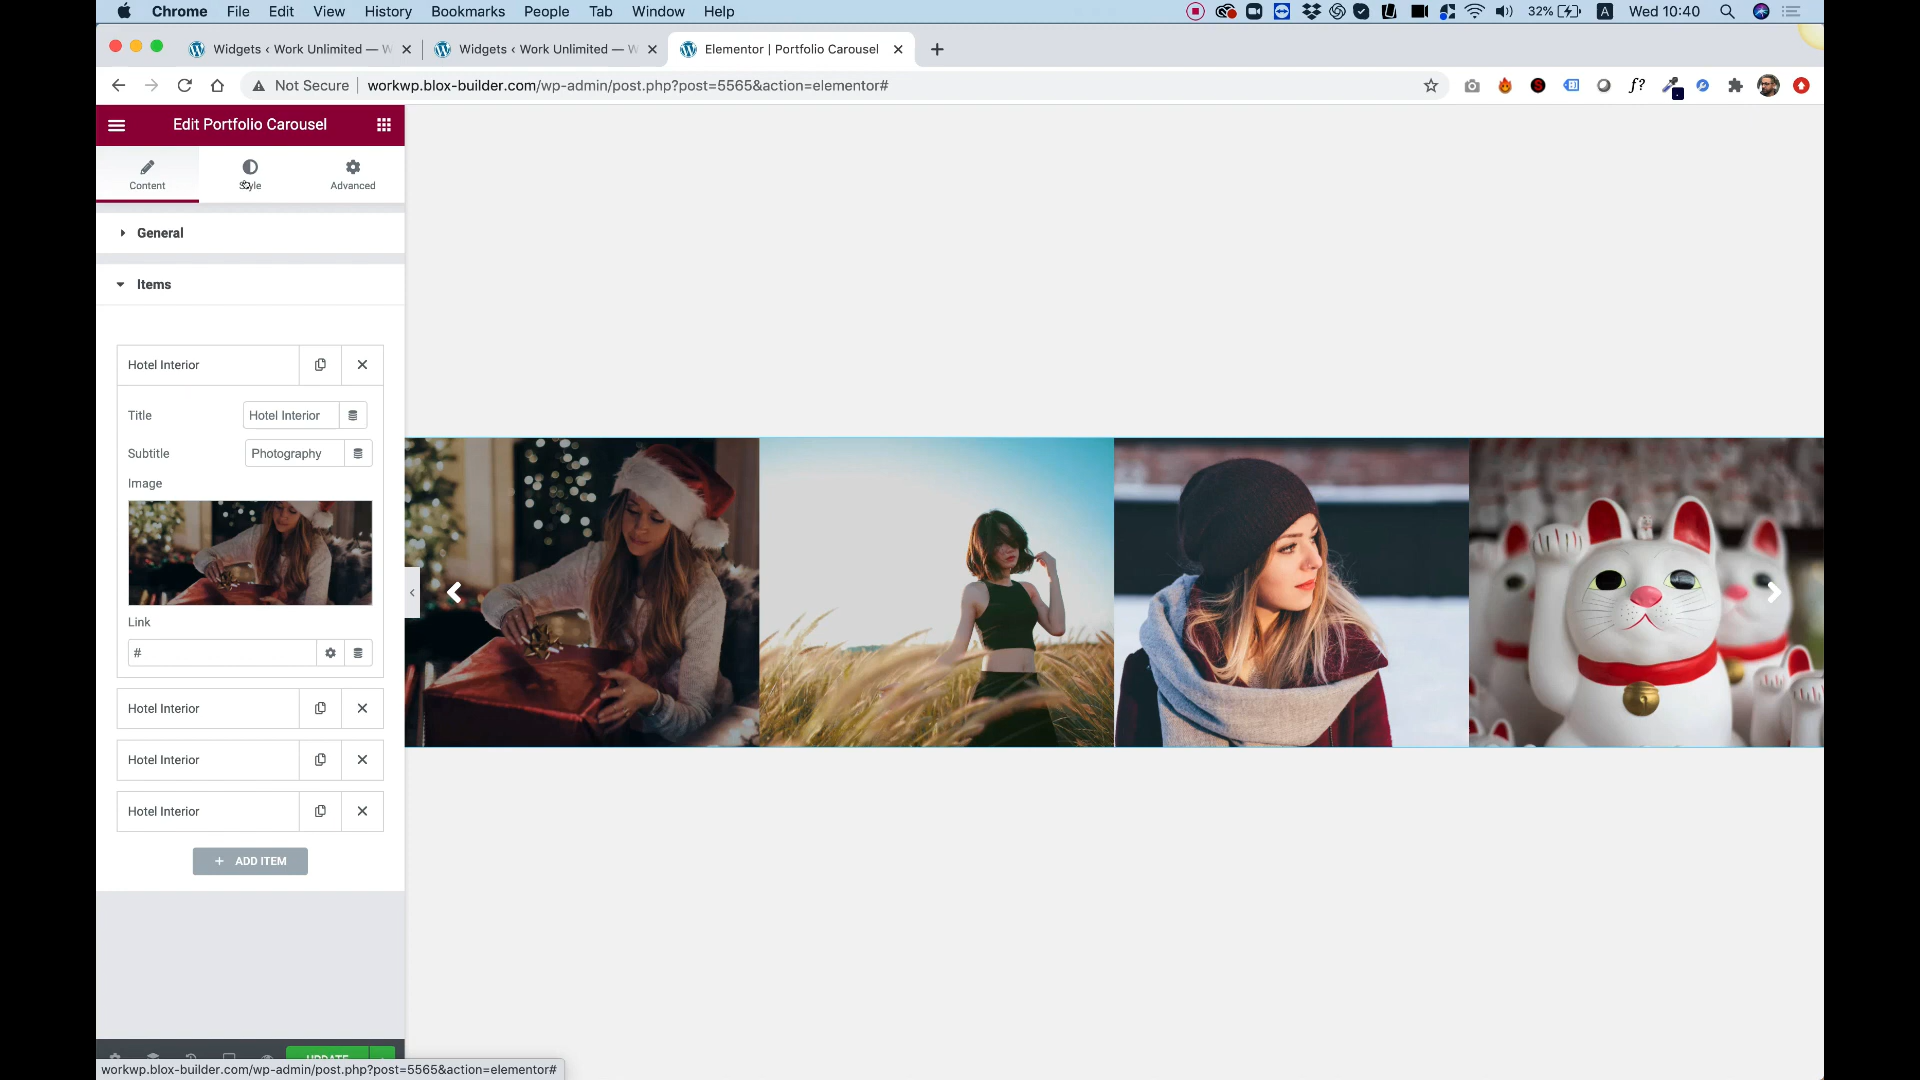 Chrome File Edit View History Bookmarks People Tab Window Help 32% A Wed 10:40
Widgets ‹ Work Unlimited — W Widgets ‹ Work Unlimited — W Elementor | Portfolio Carousel
Not Secure workwp.blox-builder.com/wp-admin/post.php?post=5565&action=elementor# f?
Edit Portfolio Carousel
Content Style Advanced
General
Items
Hotel Interior
Title Hotel Interior
Subtitle Photography
Image
Link
#
Hotel Interior
Hotel Interior
Hotel Interior
+ ADD ITEM
UPDATE
workwp.blox-builder.com/wp-admin/post.php?post=5565&action=elementor#